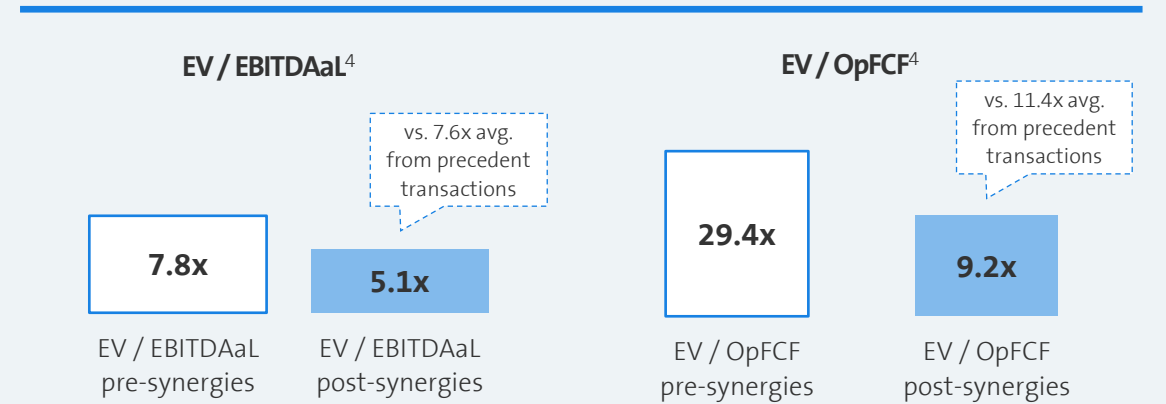 EV / EBITDAaL4
vs. 7.6x avg.
from precedent
transactions
7.8x
5.1x
EV / EBITDAaL
pre-synergies
EV / EBITDAaL
post-synergies
EV / OpFCF4
vs. 11.4x avg.
from precedent
transactions
29.4x
9.2x
EV / OpFCF
pre-synergies
EV / OpFCF
post-synergies